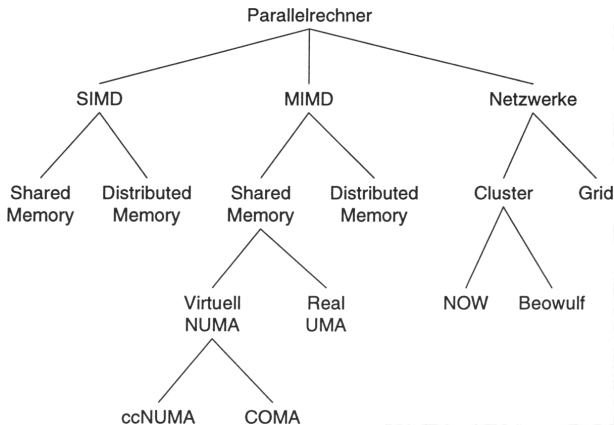 Parallelrechner
SIMD
MIMD
Netzwerke
Shared
Memory
Distributed
Memory
Shared
Memory
Distributed
Memory
Cluster
Grid
Virtuell
NUMA
Real
UMA
NOW
Beowulf
ccNUMA
COMA